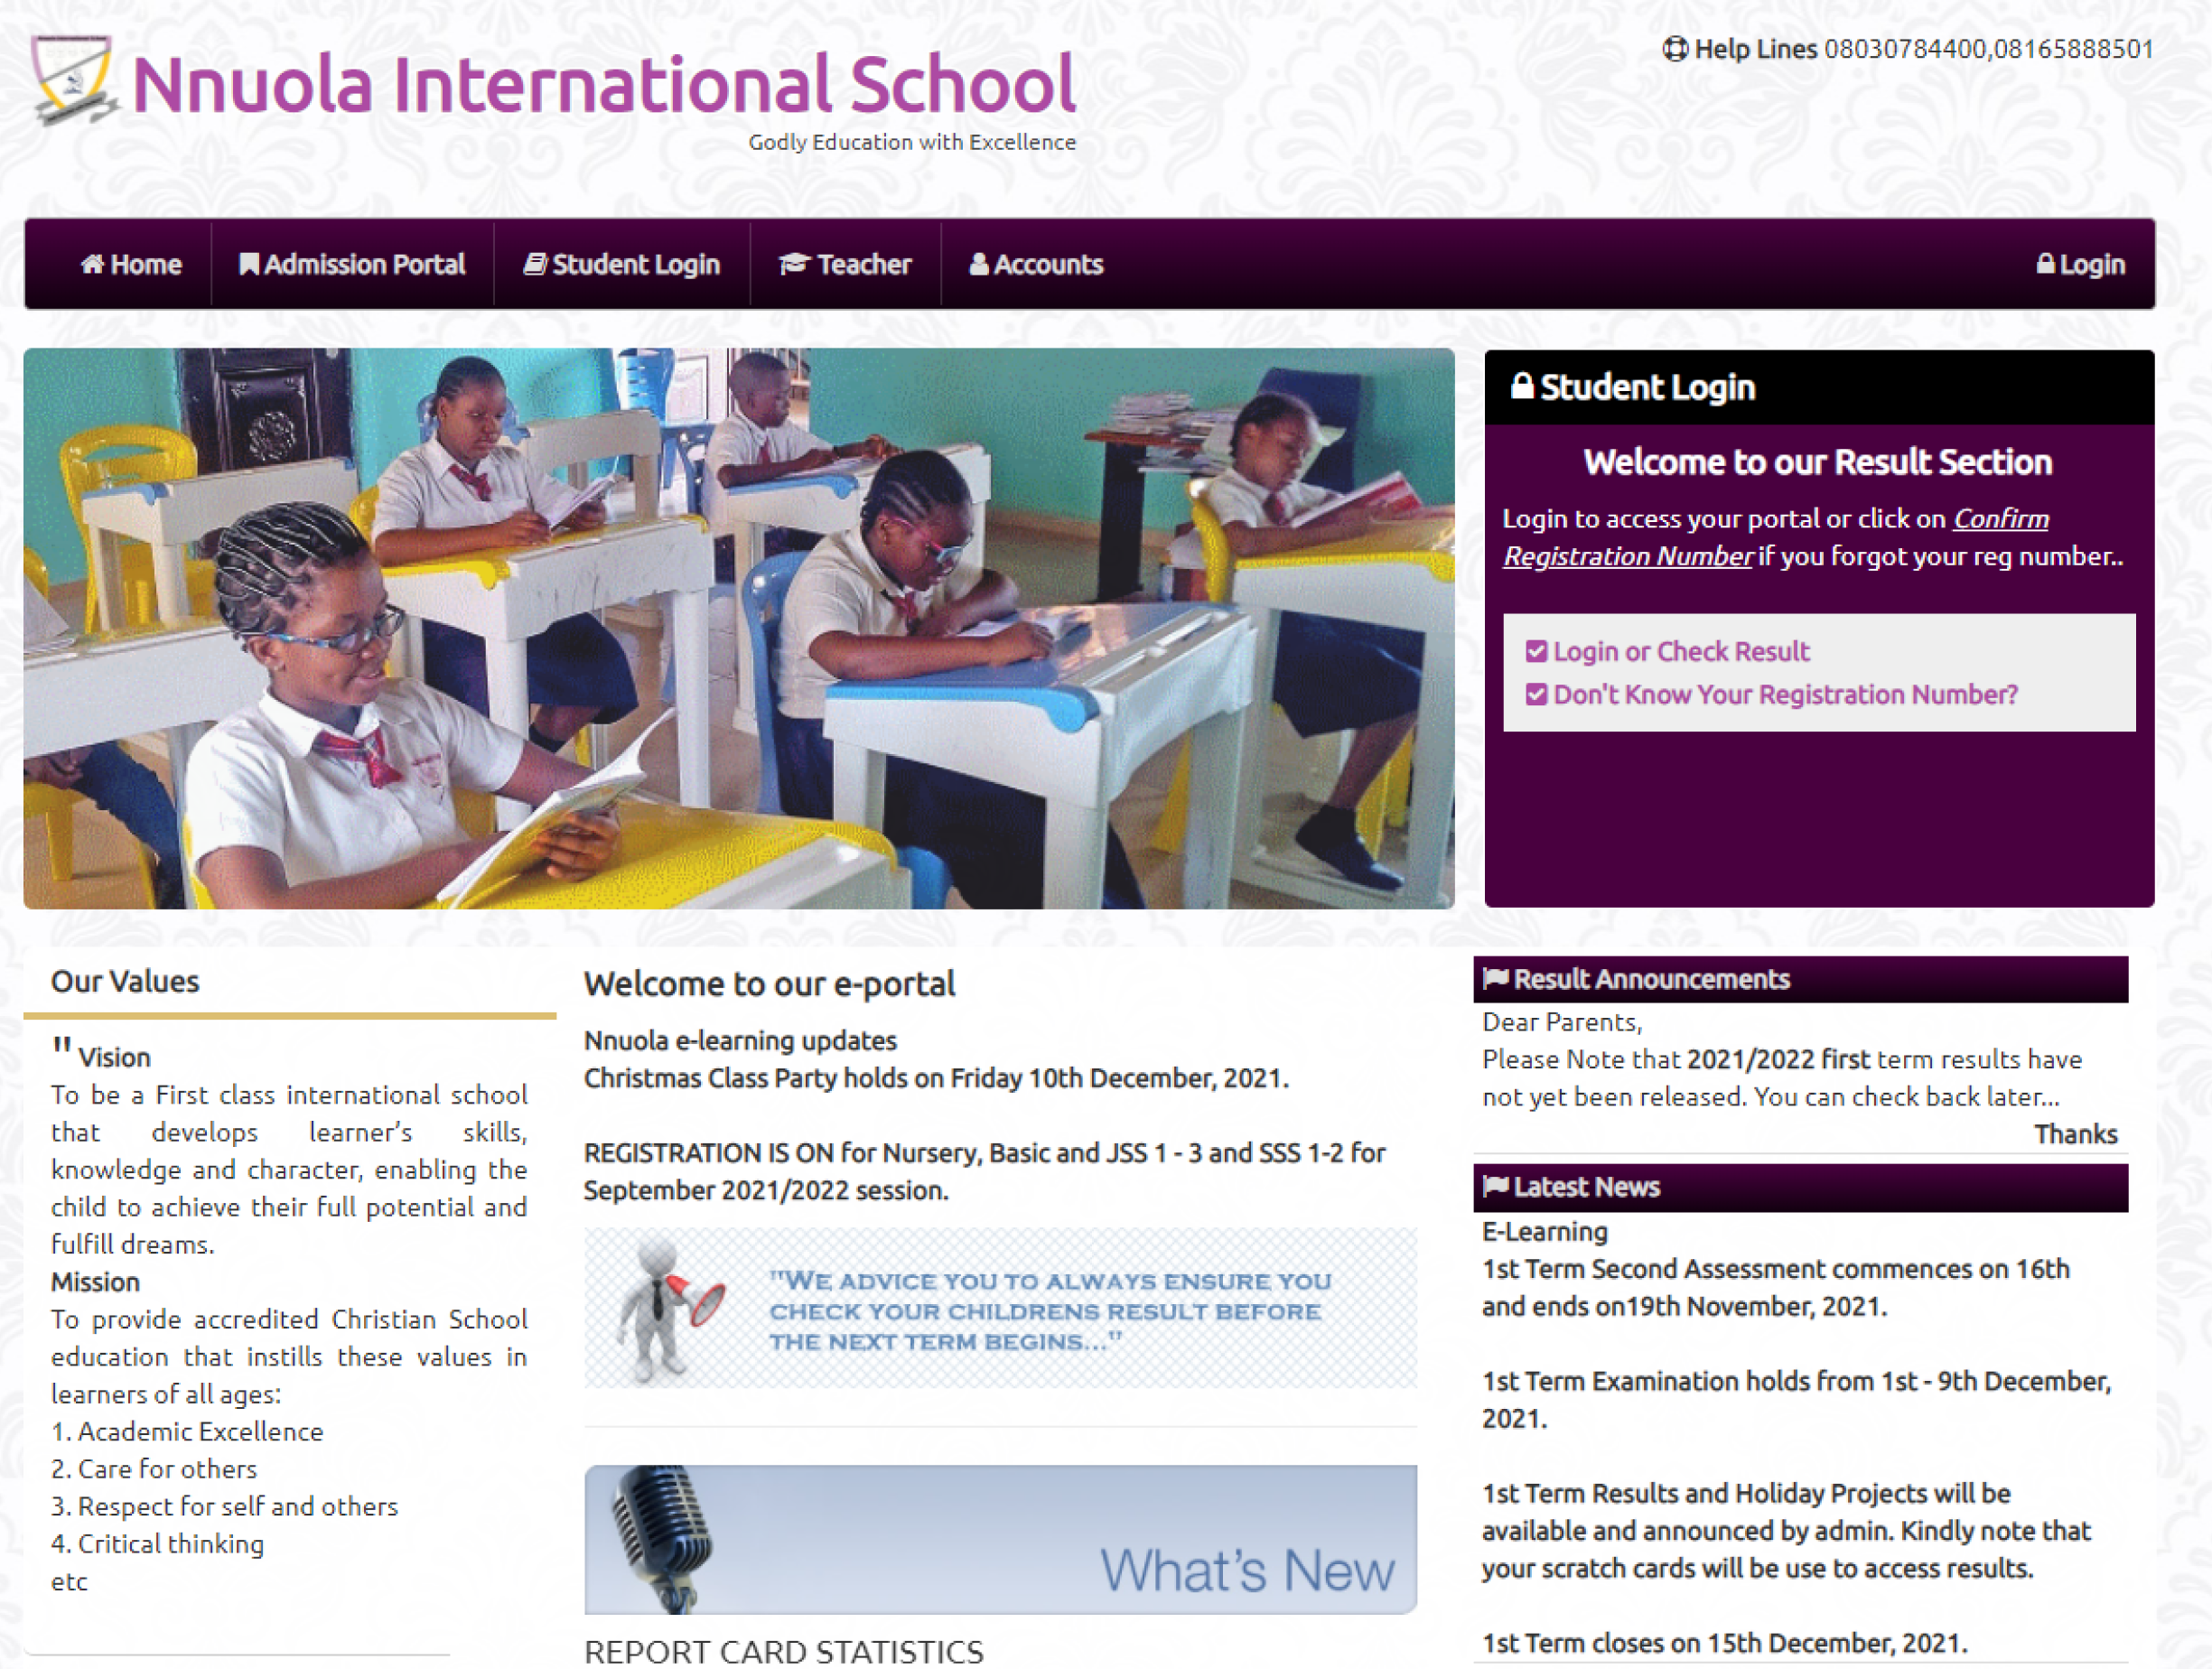 Nnuola International School
Godly Education with Excellence
Help Lines 08030784400,08165888501
Home
Admission Portal
Student Login
Teacher
Accounts
Login
Student Login
Welcome to our Result Section
Login to access your portal or click on Confirm
Registration Number if you forgot your reg number..
Login or Check Result
Don't Know Your Registration Number?
Our Values
" Vision
To be a First class international school
that develops learner’s skills,
knowledge and character, enabling the
child to achieve their full potential and
fulfill dreams.
Mission
To provide accredited Christian School
education that instills these values in
learners of all ages:
1. Academic Excellence
2. Care for others
3. Respect for self and others
4. Critical thinking
etc
Welcome to our e-portal
Nnuola e-learning updates
Christmas Class Party holds on Friday 10th December, 2021.
REGISTRATION IS ON for Nursery, Basic and JSS 1 - 3 and SSS 1-2 for
September 2021/2022 session.
"WE ADVICE YOU TO ALWAYS ENSURE YOU
CHECK YOUR CHILDRENS RESULT BEFORE
THE NEXT TERM BEGINS..."
What’s New
REPORT CARD STATISTICS
Result Announcements
Dear Parents,
Please Note that 2021/2022 first term results have
not yet been released. You can check back later...
Thanks
Latest News
E-Learning
1st Term Second Assessment commences on 16th
and ends on19th November, 2021.
1st Term Examination holds from 1st - 9th December,
2021.
1st Term Results and Holiday Projects will be
available and announced by admin. Kindly note that
your scratch cards will be use to access results.
1st Term closes on 15th December, 2021.